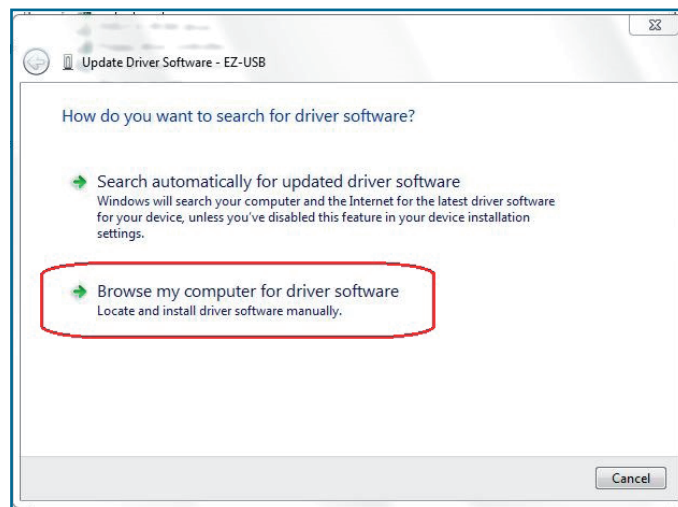 Update Driver Software - EZ-USB
How do you want to search for driver software?
Search automatically for updated driver software
Windows will search your computer and the Internet for the latest driver software
for your device, unless you've disabled this feature in your device installation
settings.
Browse my computer for driver software
Locate and install driver software manually.
Cancel